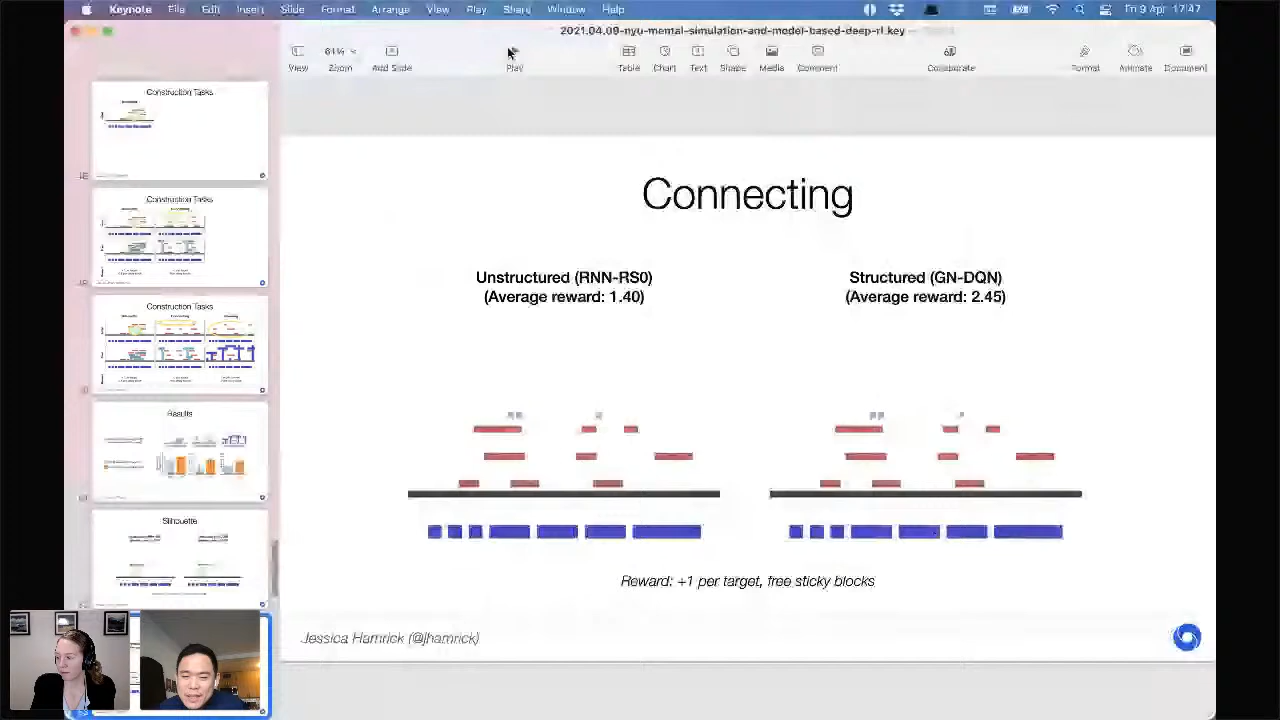 Keynote File Edit Insert Slide Format Arrange View Play Share Window Help Fri 9 Apr 17:47
2021.04.09-nyu-mental-simulation-and-model-based-deep-rl.key
View Zoom Add Slide Play Table Chart Text Shape Media Comment Collaborate Format Animate Document
Construction Tasks
Construction Tasks
Construction Tasks
Results
Silhouette
Connecting
Unstructured (RNN-RS0)
(Average reward: 1.40)
Structured (GN-DQN)
(Average reward: 2.45)
Reward: +1 per target, free sticky blocks
Jessica Hamrick (@jhamrick)